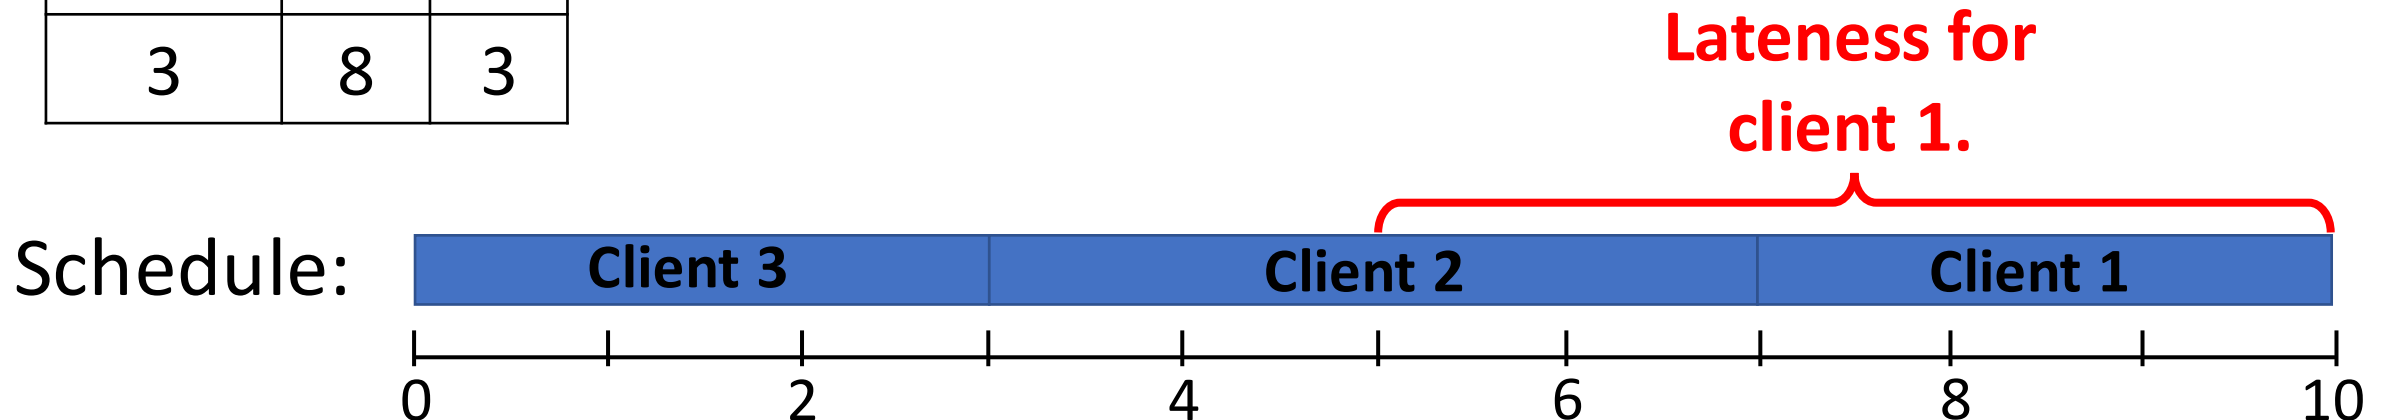 3 8 3
Lateness for
client 1.
Schedule: Client 3 Client 2 Client 1
0 2 4 6 8 10